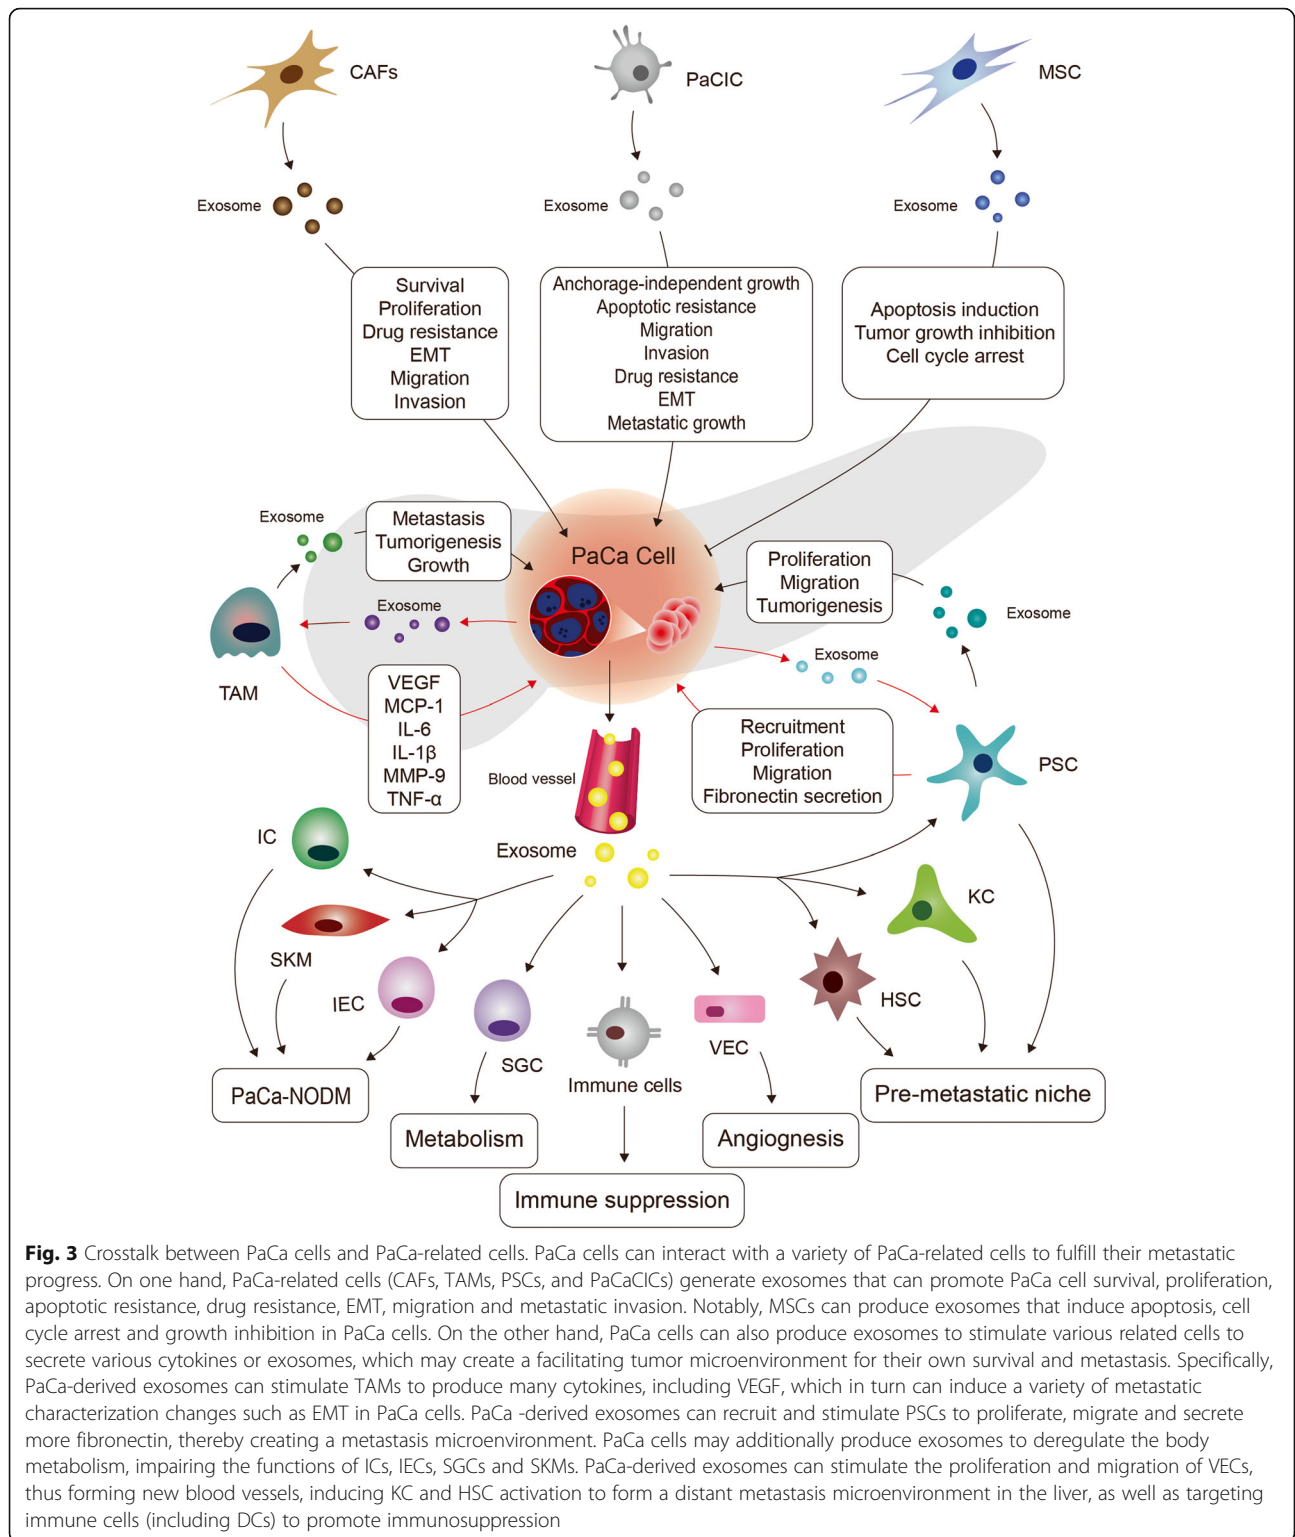 CAFs
PaCIC
MSC
Exosome
Exosome
Exosome
Survival
Proliferation
Drug resistance
EMT
Migration
Invasion
Anchorage-independent growth
Apoptotic resistance
Migration
Invasion
Drug resistance
EMT
Metastatic growth
Apoptosis induction
Tumor growth inhibition
Cell cycle arrest
Exosome
Metastasis
Tumorigenesis
Growth
PaCa Cell
Proliferation
Migration
Tumorigenesis
Exosome
Exosome
TAM
Exosome
VEGF
MCP-1
IL-6
IL-1β
MMP-9
TNF-α
Recruitment
Proliferation
Migration
Fibronectin secretion
PSC
Blood vessel
IC
Exosome
KC
SKM
IEC
HSC
SGC
Immune cells
VEC
PaCa-NODM
Pre-metastatic niche
Metabolism
Angiognesis
Immune suppression
Fig. 3 Crosstalk between PaCa cells and PaCa-related cells. PaCa cells can interact with a variety of PaCa-related cells to fulfill their metastatic
progress. On one hand, PaCa-related cells (CAFs, TAMs, PSCs, and PaCaCICs) generate exosomes that can promote PaCa cell survival, proliferation,
apoptotic resistance, drug resistance, EMT, migration and metastatic invasion. Notably, MSCs can produce exosomes that induce apoptosis, cell
cycle arrest and growth inhibition in PaCa cells. On the other hand, PaCa cells can also produce exosomes to stimulate various related cells to
secrete various cytokines or exosomes, which may create a facilitating tumor microenvironment for their own survival and metastasis. Specifically,
PaCa-derived exosomes can stimulate TAMs to produce many cytokines, including VEGF, which in turn can induce a variety of metastatic
characterization changes such as EMT in PaCa cells. PaCa -derived exosomes can recruit and stimulate PSCs to proliferate, migrate and secrete
more fibronectin, thereby creating a metastasis microenvironment. PaCa cells may additionally produce exosomes to deregulate the body
metabolism, impairing the functions of ICs, IECs, SGCs and SKMs. PaCa-derived exosomes can stimulate the proliferation and migration of VECs,
thus forming new blood vessels, inducing KC and HSC activation to form a distant metastasis microenvironment in the liver, as well as targeting
immune cells (including DCs) to promote immunosuppression